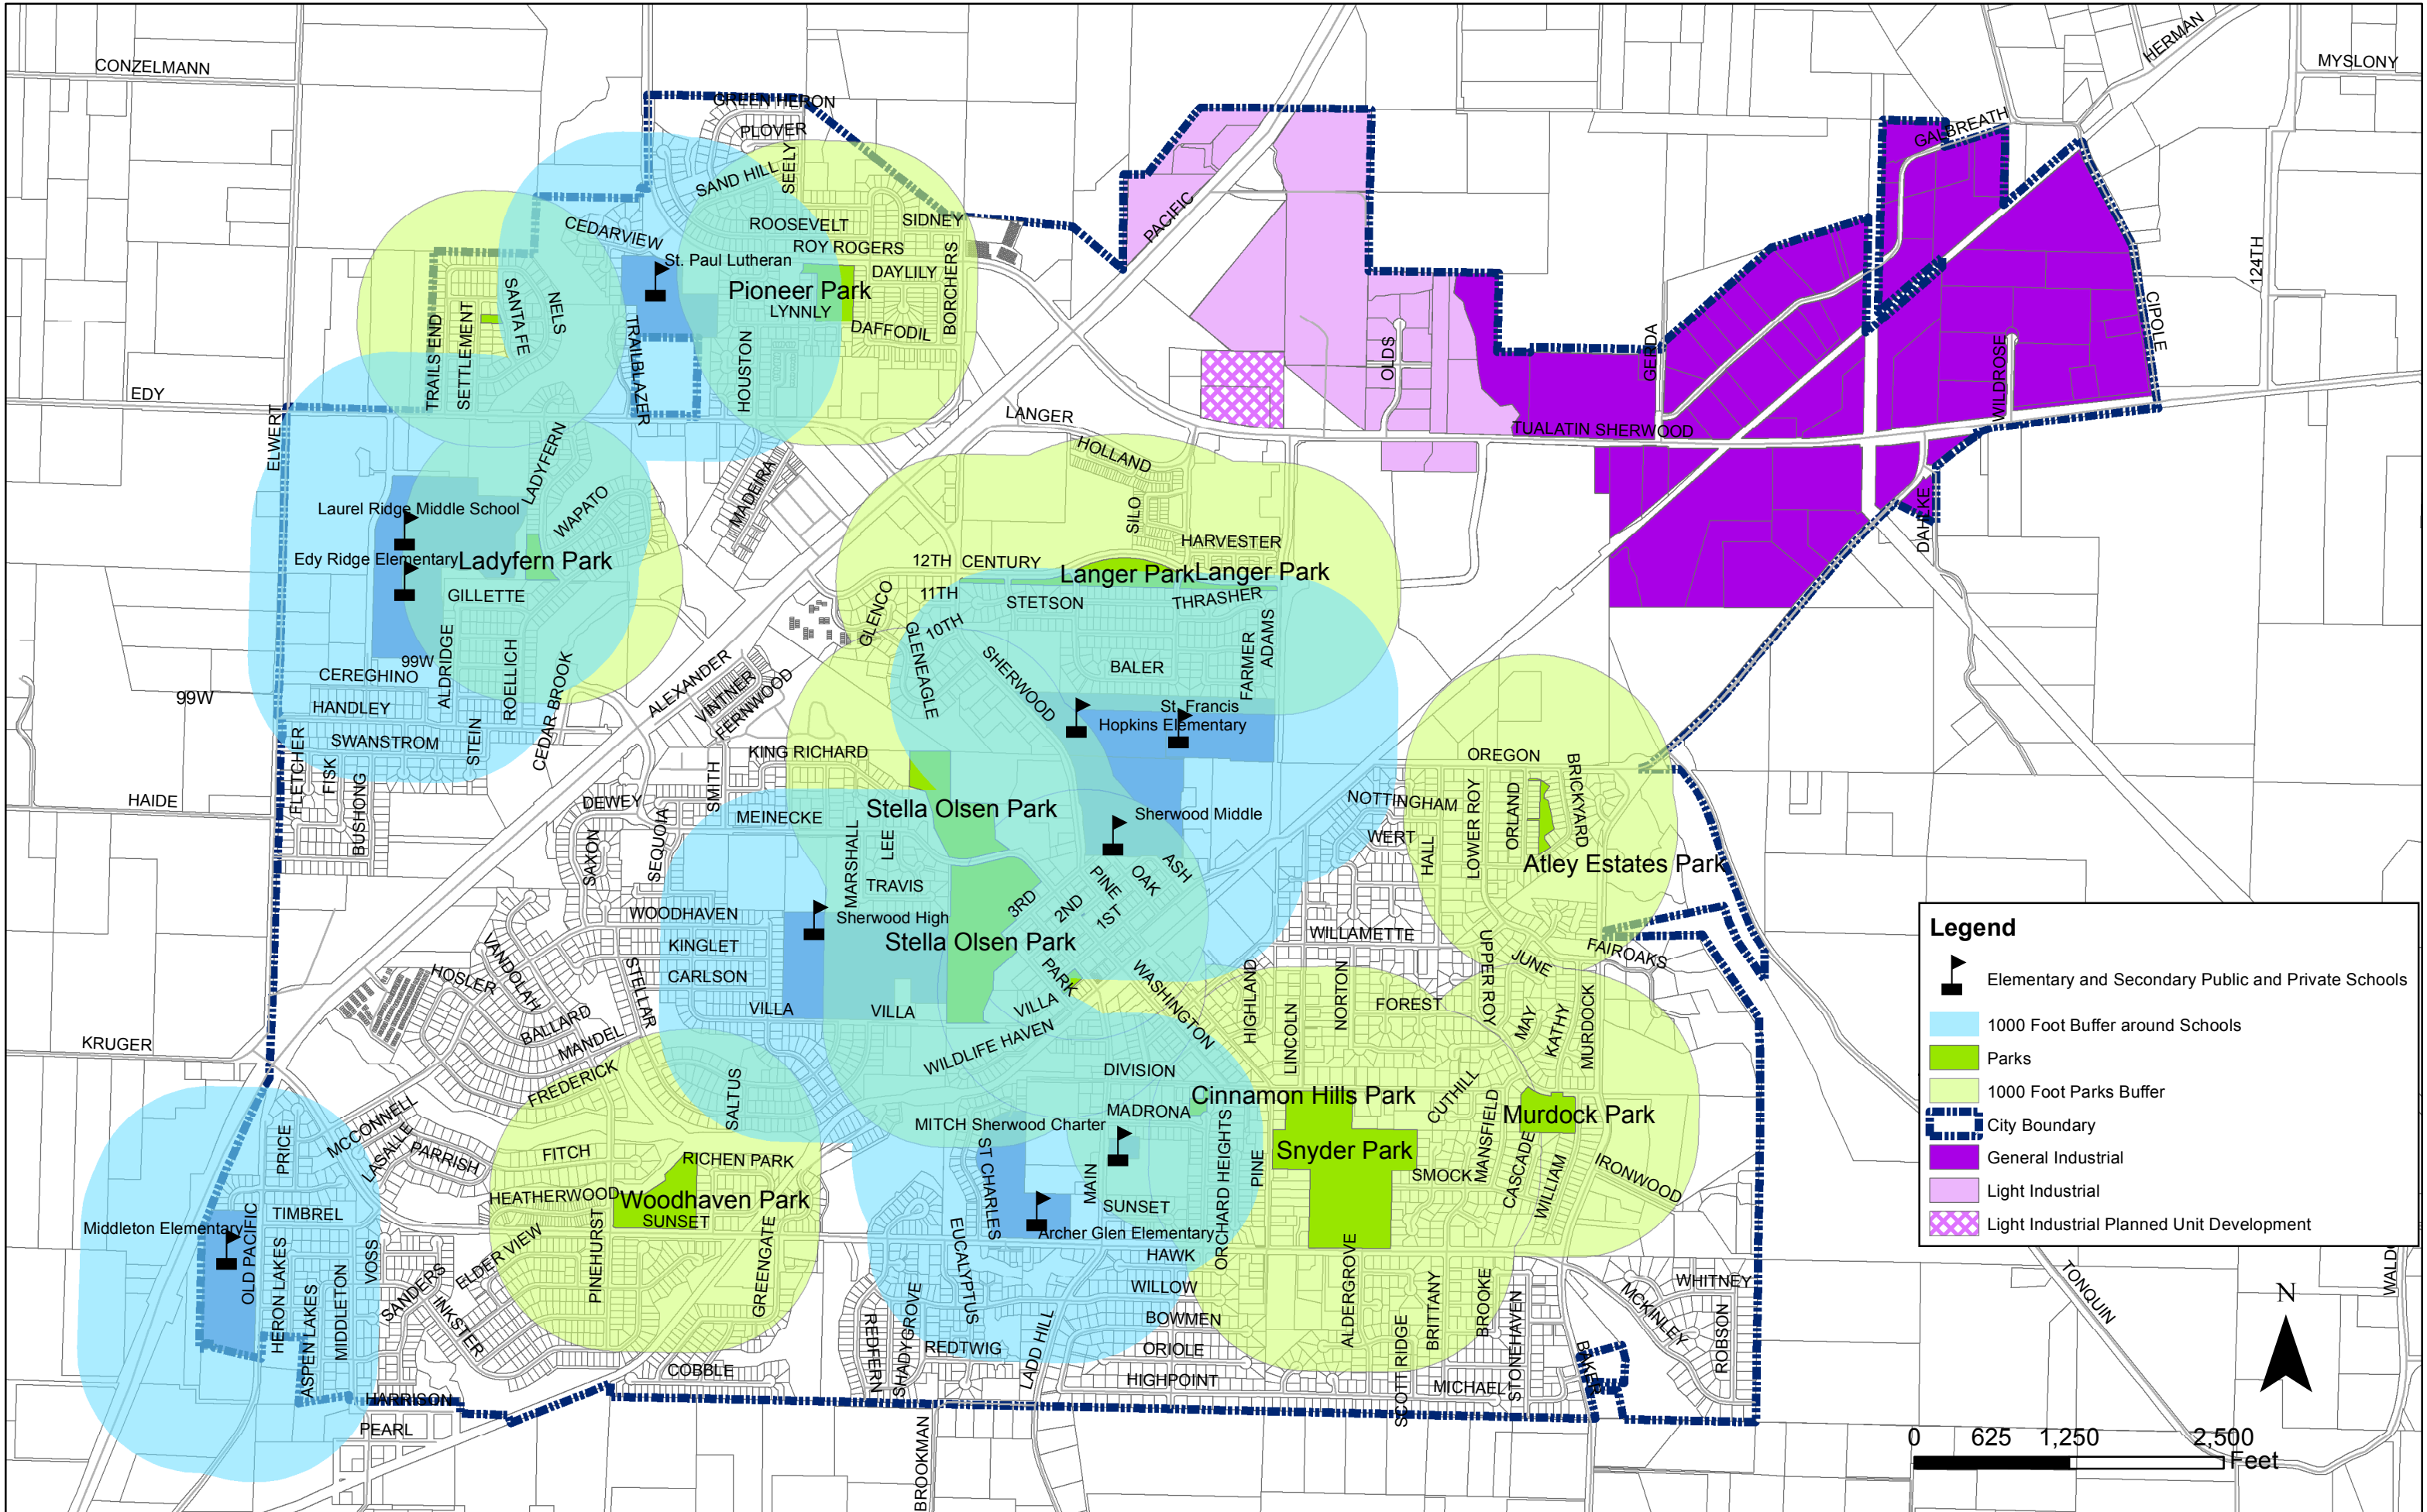 CONZELMANN
HERMAN
MYSLONY
GREEN HERON
PLOVER
GALBREATH
SAND HILL
SEELY
PACIFIC
CEDARVIEW
ROOSEVELT
SIDNEY
ROY ROGERS
St. Paul Lutheran
DAYLILY
BORCHERS
124TH
Pioneer Park
LYNNLY
SANTA FE
NELS
SETTLEMENT
TRAILS END
TRAILBLAZER
HOUSTON
DAFFODIL
OLDS
GERDA
WILDROSE
CIPOLE
EDY
ELWERT
LANGER
TUALATIN SHERWOOD
HOLLAND
LADYFERN
MADEIRA
WAPATO
Laurel Ridge Middle School
SILO
DAHLKE
Edy Ridge Elementary
Ladyfern Park
HARVESTER
12TH
CENTURY
Langer Park
Langer Park
GILLETTE
11TH
STETSON
THRASHER
GLENCO
10TH
GLENEAGLE
ALDRIDGE
ROELLICH
99W
CEREGHINO
CEDAR BROOK
ALEXANDER
SHERWOOD
BALER
FARMER
ADAMS
99W
HANDLEY
VINTNER
FERNWOOD
St. Francis
Hopkins Elementary
SWANSTROM
STEIN
KING RICHARD
OREGON
BRICKYARD
FLETCHER
FISK
BUSHONG
SMITH
HAIDE
DEWEY
SEQUOIA
MEINECKE
Stella Olsen Park
Sherwood Middle
NOTTINGHAM
LOWER ROY
ORLAND
SAXON
MARSHALL
LEE
WERT
HALL
Atley Estates Park
TRAVIS
PINE
OAK
ASH
3RD
2ND
1ST
WOODHAVEN
Sherwood High
WILLAMETTE
Legend
KINGLET
Stella Olsen Park
UPPER ROY
FAIROAKS
VANDOLAH
HOSLER
STELLAR
CARLSON
PARK
WASHINGTON
JUNE
Elementary and Secondary Public and Private Schools
VILLA
VILLA
VILLA
HIGHLAND
LINCOLN
NORTON
FOREST
MAY
KATHY
MURDOCK
1000 Foot Buffer around Schools
KRUGER
BALLARD
MANDEL
WILDLIFE HAVEN
Parks
FREDERICK
SALTUS
DIVISION
Cinnamon Hills Park
CUTHILL
1000 Foot Parks Buffer
MCCONNELL
MITCH Sherwood Charter
MADRONA
Murdock Park
City Boundary
PRICE
LASALLE
PARRISH
FITCH
RICHEN PARK
ST CHARLES
MAIN
ORCHARD HEIGHTS
PINE
Snyder Park
SMOCK
MANSFIELD
CASCADE
WILLIAM
IRONWOOD
General Industrial
HEATHERWOOD
Woodhaven Park
SUNSET
SUNSET
Light Industrial
Middleton Elementary
TIMBREL
Archer Glen Elementary
Light Industrial Planned Unit Development
OLD PACIFIC
HERON LAKES
ASPEN LAKES
MIDDLETON
VOSS
SANDERS
INKSTER
ELDER VIEW
PINEHURST
GREENGATE
EUCALYPTUS
HAWK
WILLOW
BOWMEN
ORIOLE
HIGHPOINT
REDFERN
SHADYGROVE
REDTWIG
LADD HILL
ALDERGROVE
SCOTT RIDGE
BRITTANY
BROOKE
STONEHAVEN
MICHAEL
BAKER
MCKINLEY
WHITNEY
ROBSON
TONQUIN
N
COBBLE
HARRISON
PEARL
BROOKMAN
0 625 1,250 2,500
Feet